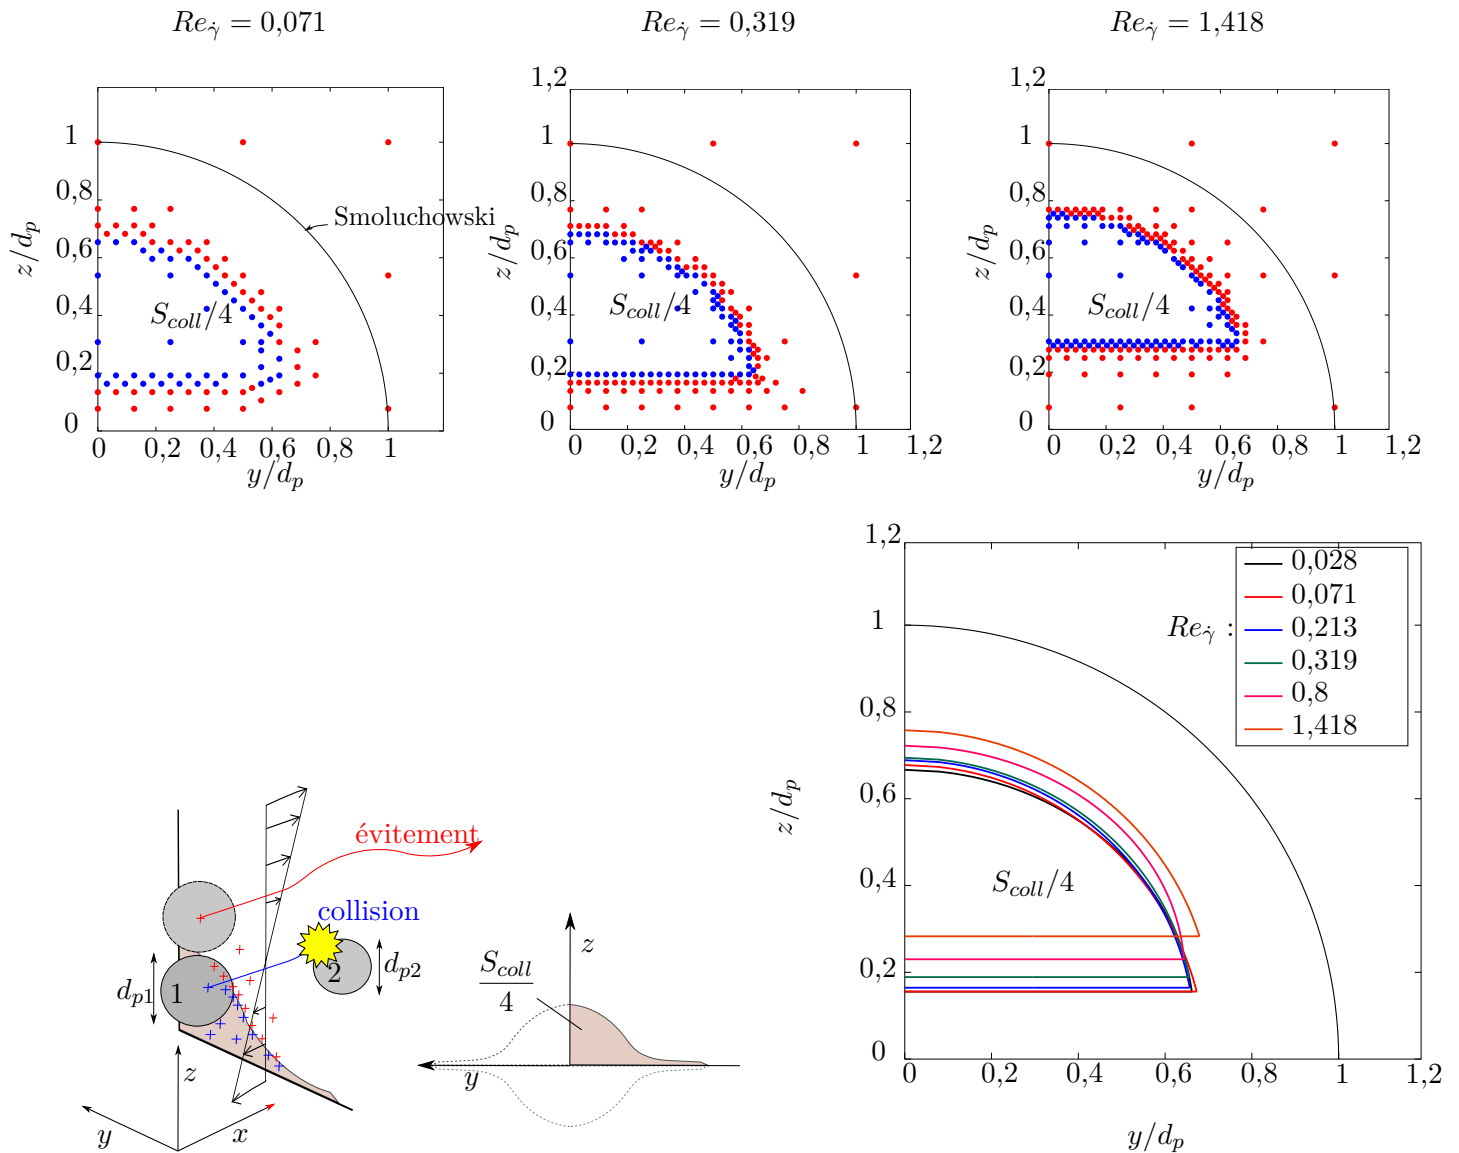 Re_γ̇ = 0,071
1
0,8
0,6
0,4
0,2
0
0 0,2 0,4 0,6 0,8 1
z/d_p
y/d_p
Smoluchowski
S_coll/4
Re_γ̇ = 0,319
1,2
1
0,8
0,6
0,4
0,2
0
0 0,2 0,4 0,6 0,8 1 1,2
z/d_p
y/d_p
S_coll/4
Re_γ̇ = 1,418
1,2
1
0,8
0,6
0,4
0,2
0
0 0,2 0,4 0,6 0,8 1 1,2
z/d_p
y/d_p
S_coll/4
évitement
collision
d_p1
1
2
d_p2
z
y
x
S_coll
4
z
y
1,2
1
0,8
0,6
0,4
0,2
0
0 0,2 0,4 0,6 0,8 1 1,2
z/d_p
y/d_p
Re_γ̇ :
0,028
0,071
0,213
0,319
0,8
1,418
S_coll/4